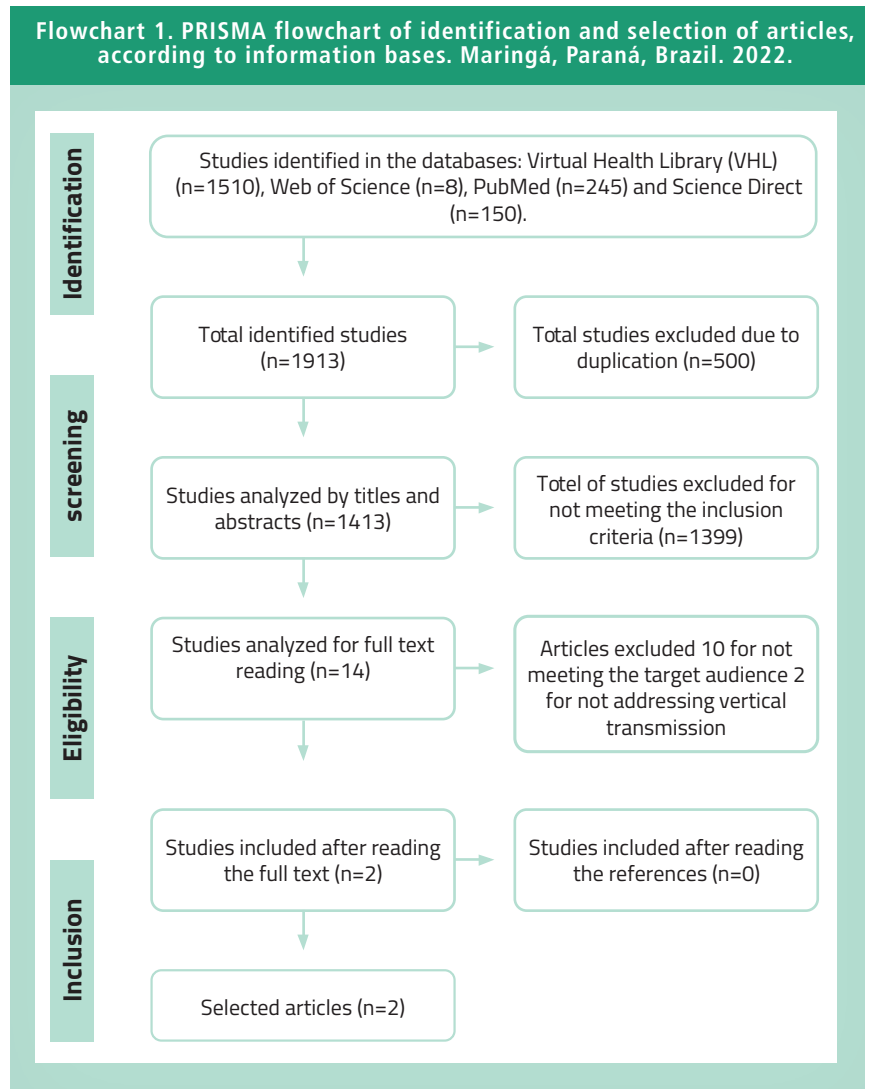 Flowchart 1. PRISMA flowchart of identification and selection of articles,
according to information bases. Maringá, Paraná, Brazil. 2022.
Identification
Studies identified in the databases: Virtual Health Library (VHL)
(n=1510), Web of Science (n=8), PubMed (n=245) and Science Direct
(n=150).
Total identified studies
(n=1913)
Total studies excluded due to
duplication (n=500)
screening
Studies analyzed by titles and
abstracts (n=1413)
Totel of studies excluded for
not meeting the inclusion
criteria (n=1399)
Eligibility
Studies analyzed for full text
reading (n=14)
Articles excluded 10 for not
meeting the target audience 2
for not addressing vertical
transmission
Inclusion
Studies included after reading
the full text (n=2)
Studies included after reading
the references (n=0)
Selected articles (n=2)